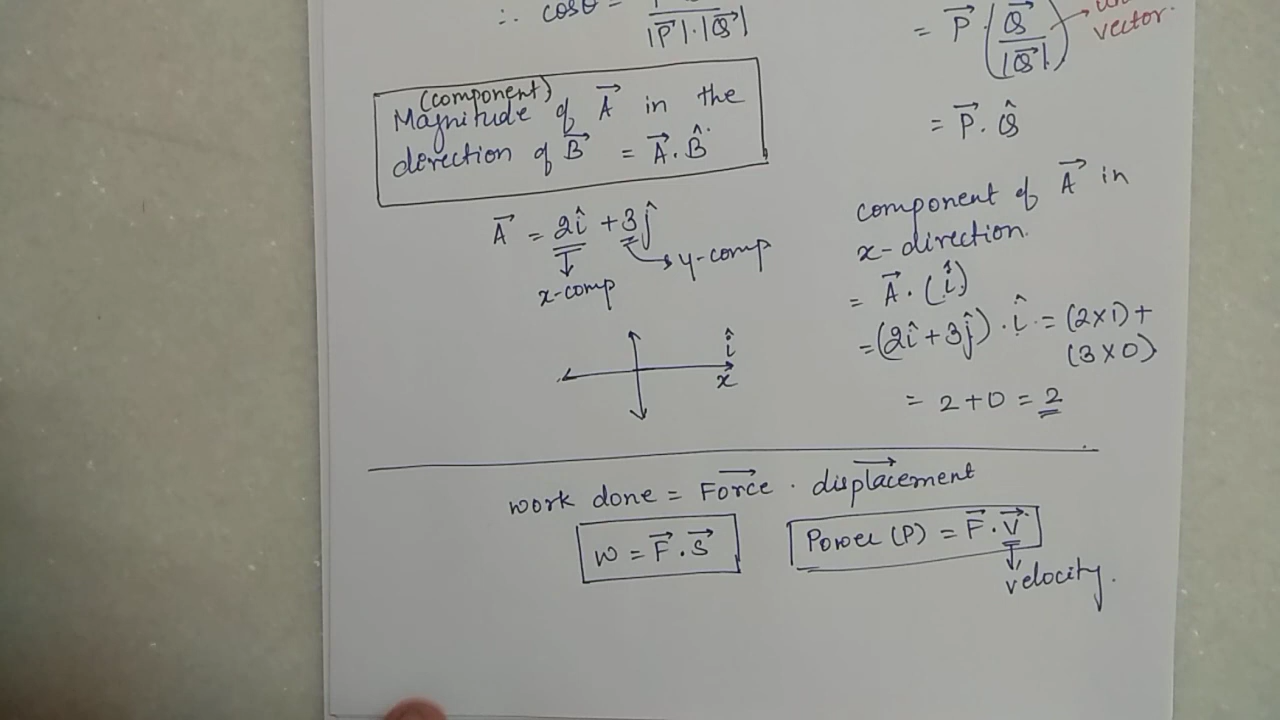 ∴ cosθ =
|P⃗|.|Q⃗|
= P⃗.(Q⃗/|Q⃗|) →
vector.
= P⃗.Q̂
(component)
Magnitude of A⃗ in the
direction of B⃗ = A⃗.B̂
A⃗ = 2î + 3ĵ
x-comp
y-comp
î
x
component of A⃗ in
x-direction.
= A⃗.(î)
=(2î+3ĵ).î = (2×1)+
(3×0)
= 2+0 = 2
work done = Force⃗ . displacement⃗
W = F⃗.S⃗
Power (P) = F⃗.V⃗
velocity.